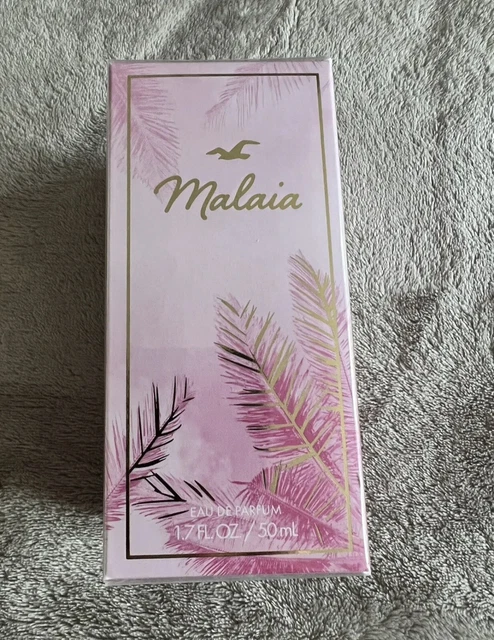 Malaia
EAU DE PARFUM
1.7 FL. OZ. / 50 mL